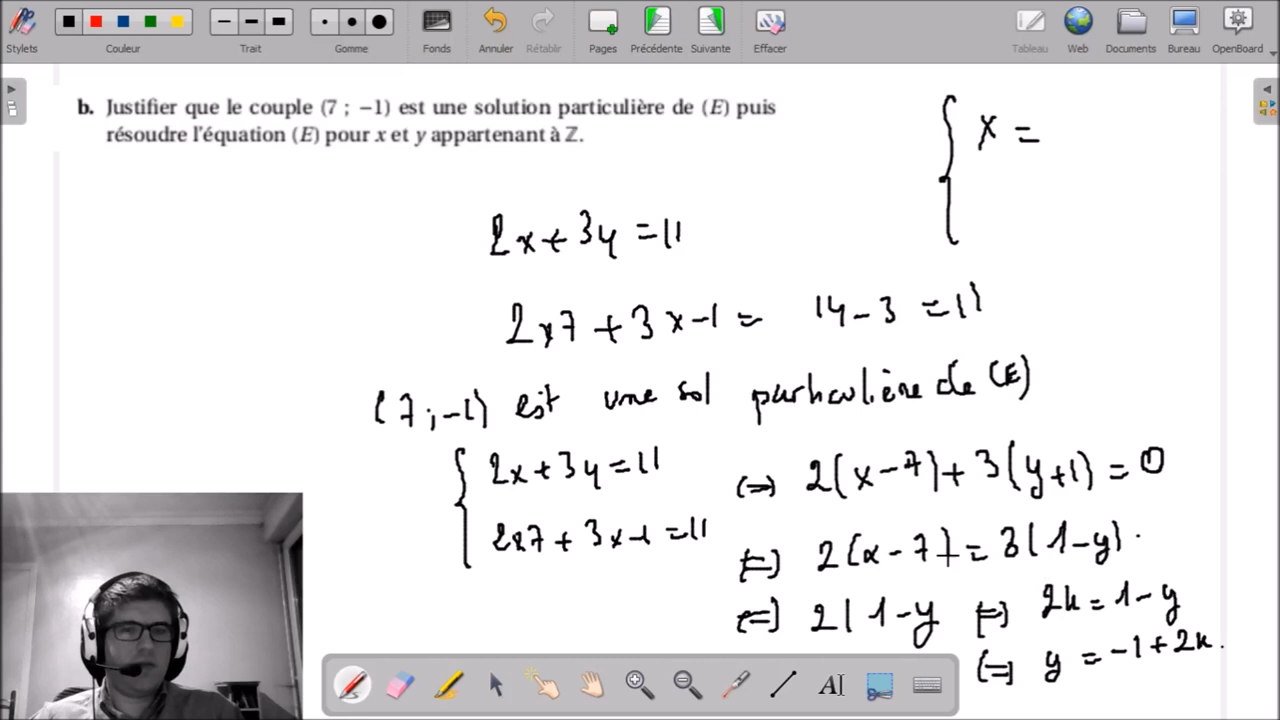 Stylets Couleur Trait Gomme Fonds Annuler Rétablir Pages Précédente Suivante Effacer Tableau Web Documents Bureau OpenBoard
b. Justifier que le couple (7 ; −1) est une solution particulière de (E) puis
résoudre l'équation (E) pour x et y appartenant à ℤ.
{ x =
2x + 3y = 11
2×7 + 3×-1 = 14 - 3 = 11
(7 ; -1) est une sol particulière de (E)
{ 2x + 3y = 11 (=) 2(x - 7) + 3(y + 1) = 0
2×7 + 3×-1 = 11
(=) 2(x - 7) = 3(1 - y).
(=) 2 | 1 - y (=) 2k = 1 - y
(=) y = -1 + 2k.